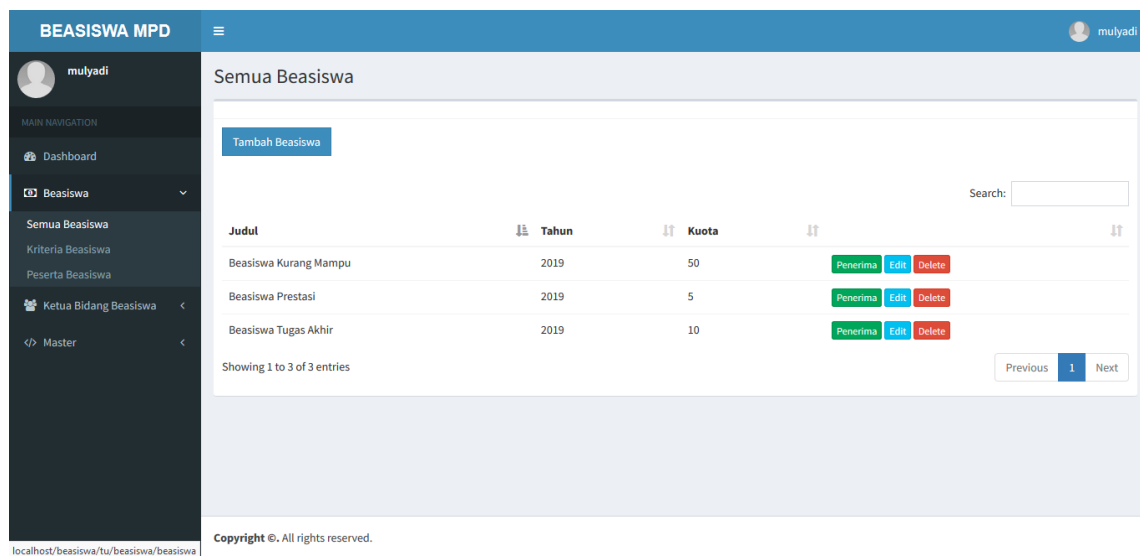 BEASISWA MPD
mulyadi
mulyadi
MAIN NAVIGATION
Dashboard
Beasiswa
Semua Beasiswa
Kriteria Beasiswa
Peserta Beasiswa
Ketua Bidang Beasiswa
Master
Semua Beasiswa
Tambah Beasiswa
Search:
Judul Tahun Kuota
Beasiswa Kurang Mampu 2019 50 Penerima Edit Delete
Beasiswa Prestasi 2019 5 Penerima Edit Delete
Beasiswa Tugas Akhir 2019 10 Penerima Edit Delete
Showing 1 to 3 of 3 entries
Previous 1 Next
Copyright ©. All rights reserved.
localhost/beasiswa/tu/beasiswa/beasiswa